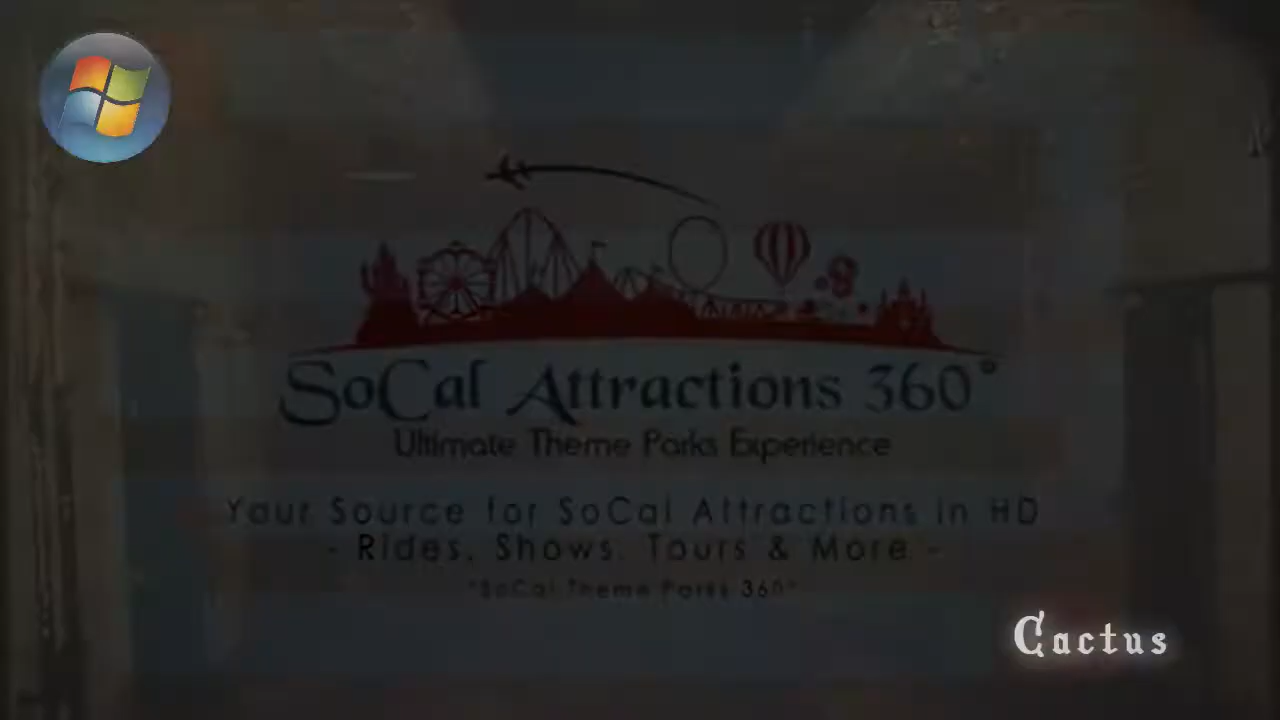 SoCal Attractions 360°
Ultimate Theme Parks Experience
Your Source for SoCal Attractions in HD
- Rides, Shows, Tours & More -
"SoCal Theme Parks 360"
Cactus